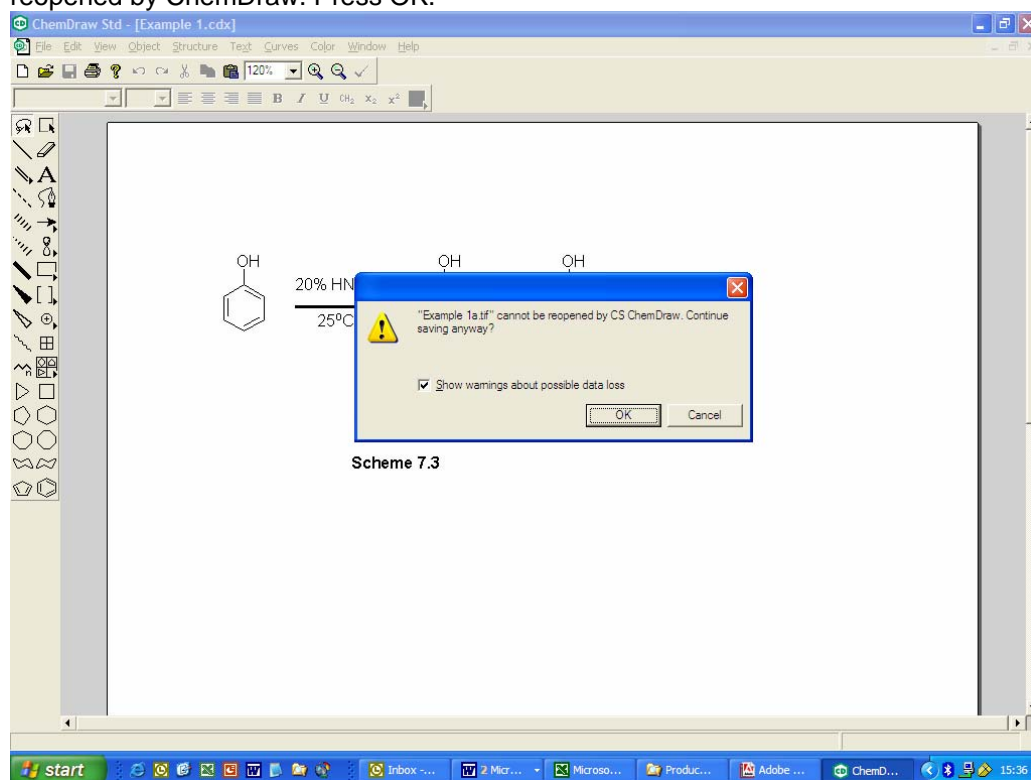 reopened by ChemDraw. Press OK.
ChemDraw Std - [Example 1.cdx]
File Edit View Object Structure Text Curves Color Window Help
120%
B I U CH2 X2 X2
A
OH
OH
OH
20% HN
25ºC
"Example 1a.tif" cannot be reopened by CS ChemDraw. Continue
saving anyway?
Show warnings about possible data loss
OK Cancel
Scheme 7.3
start Inbox -... 2 Micr... Microso... Produc... Adobe ... ChemD... 15:36